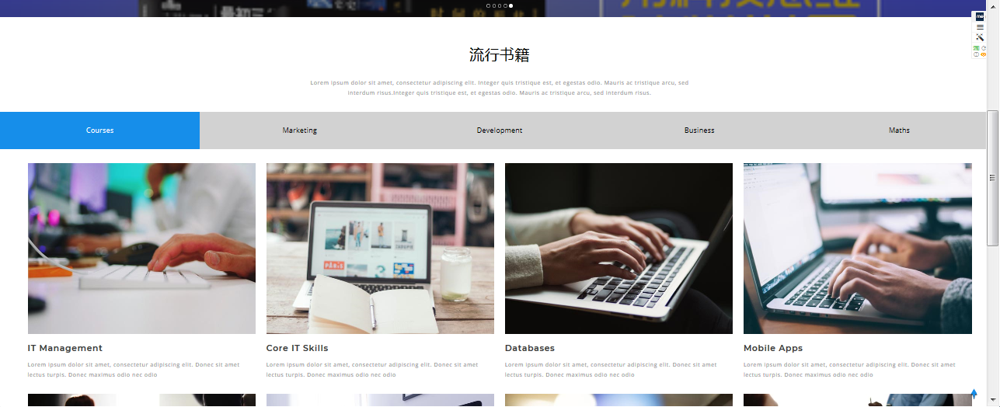 流行书籍
Lorem ipsum dolor sit amet, consectetur adipiscing elit. Integer quis tristique est, et egestas odio. Mauris ac tristique arcu, sed
interdum risus.Integer quis tristique est, et egestas odio. Mauris ac tristique arcu, sed interdum risus.
Courses Marketing Development Business Maths
PARIS
IT Management Core IT Skills Databases Mobile Apps
Lorem ipsum dolor sit amet, consectetur adipiscing elit. Donec sit amet Lorem ipsum dolor sit amet, consectetur adipiscing elit. Donec sit amet Lorem ipsum dolor sit amet, consectetur adipiscing elit. Donec sit amet Lorem ipsum dolor sit amet, consectetur adipiscing elit. Donec sit amet
lectus turpis. Donec maximus odio nec odio lectus turpis. Donec maximus odio nec odio lectus turpis. Donec maximus odio nec odio lectus turpis. Donec maximus odio nec odio